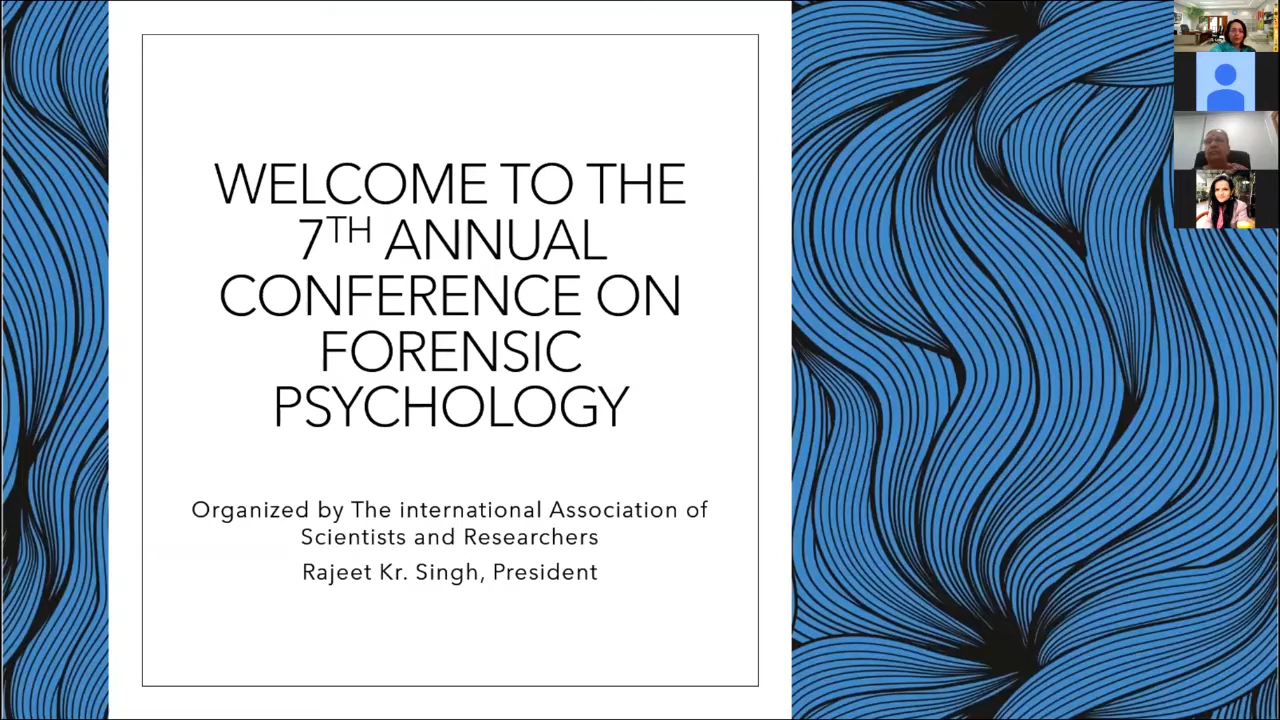 WELCOME TO THE
7TH ANNUAL
CONFERENCE ON
FORENSIC
PSYCHOLOGY
Organized by The international Association of
Scientists and Researchers
Rajeet Kr. Singh, President